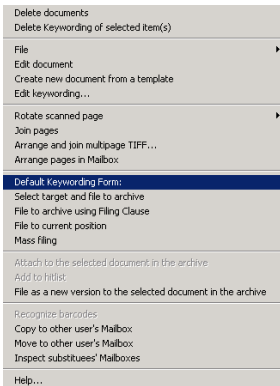 Delete documents
Delete Keywording of selected item(s)
File
Edit document
Create new document from a template
Edit keywording...
Rotate scanned page
Join pages
Arrange and join multipage TIFF...
Arrange pages in Mailbox
Default Keywording Form:
Select target and file to archive
File to archive using Filing Clause
File to current position
Mass filing
Attach to the selected document in the archive
Add to hitlist
File as a new version to the selected document in the archive
Recognize barcodes
Copy to other user's Mailbox
Move to other user's Mailbox
Inspect substituees' Mailboxes
Help...